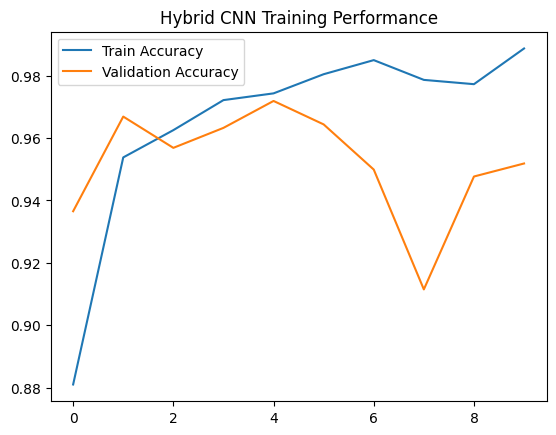 Hybrid CNN Training Performance
Train Accuracy
Validation Accuracy
0.98
0.96
0.94
0.92
0.90
0.88
0 2 4 6 8